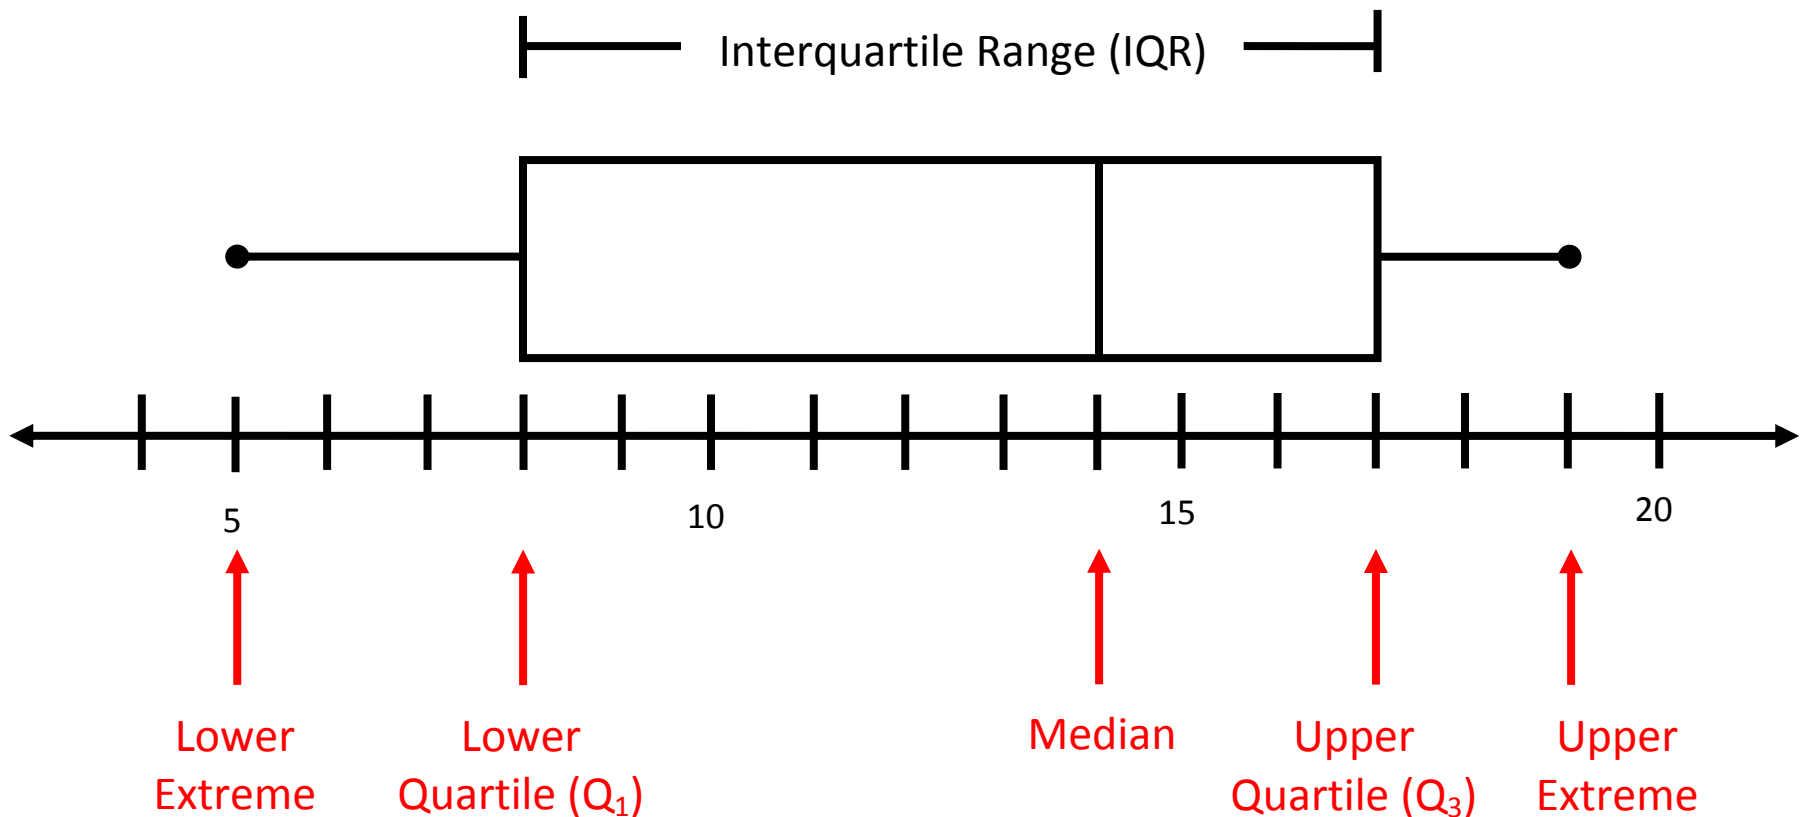 Interquartile Range (IQR)
5
10
15
20
Lower
Extreme
Lower
Quartile (Q₁)
Median
Upper
Quartile (Q₃)
Upper
Extreme